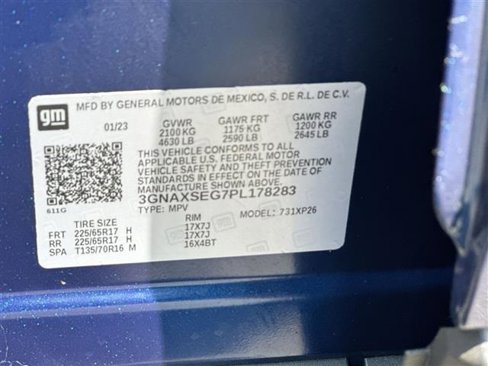 gm
MFD BY GENERAL MOTORS DE MEXICO, S. DE R.L. DE C.V.
01/23 GVWR GAWR FRT GAWR RR
2100 KG 1175 KG 1200 KG
4630 LB 2590 LB 2645 LB
THIS VEHICLE CONFORMS TO ALL
APPLICABLE U.S. FEDERAL MOTOR
VEHICLE SAFETY AND THEFT PREVENTION
STANDARDS IN EFFECT ON THE DATE OF
MANUFACTURE SHOWN ABOVE.
3GNAXSEG7PL178283
611G
TYPE: MPV MODEL: 731XP26
TIRE SIZE RIM
FRT 225/65R17 H 17X7J
RR 225/65R17 H 17X7J
SPA T135/70R16 M 16X4BT